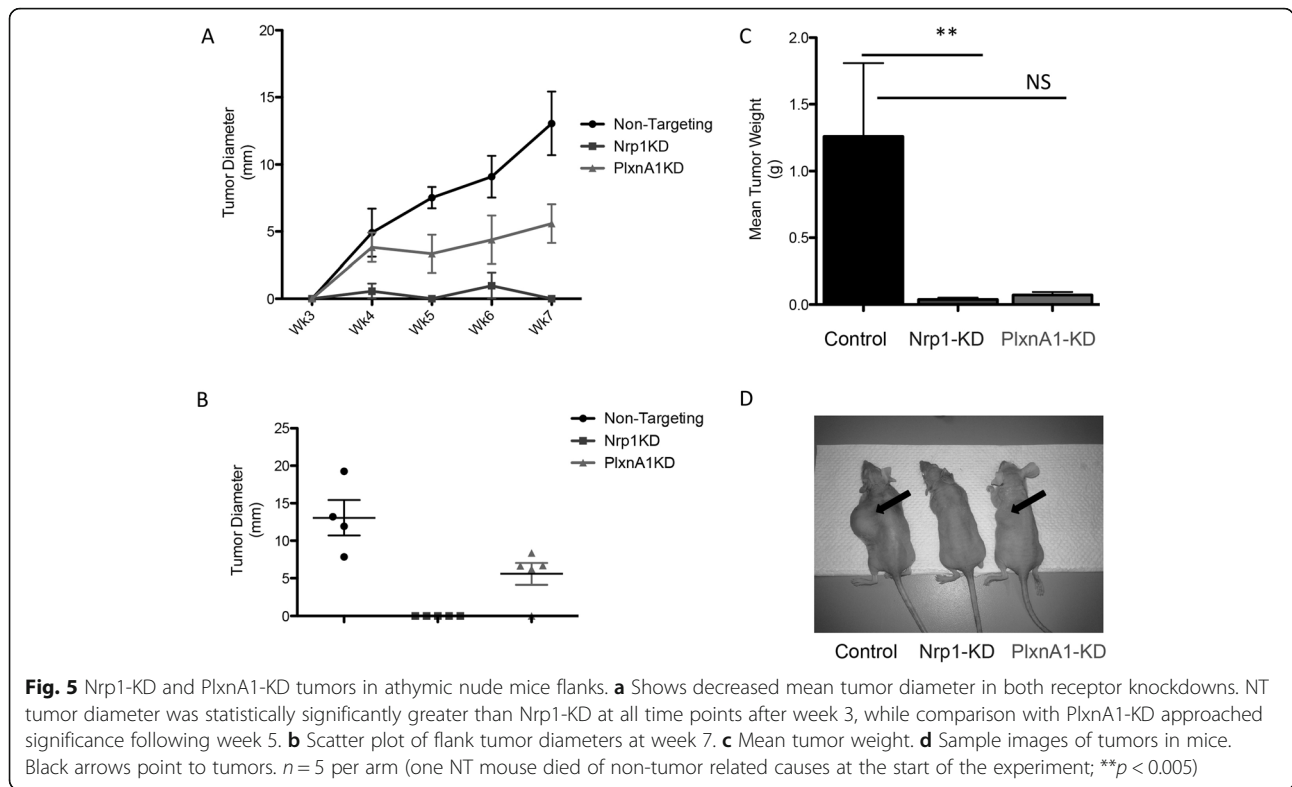 A
20
15
10
5
0
Tumor Diameter
(mm)
Wk3
Wk4
Wk5
Wk6
Wk7
Non-Targeting
Nrp1KD
PlxnA1KD
C
2.0
1.5
1.0
0.5
0.0
Mean Tumor Weight
(g)
**
NS
Control
Nrp1-KD
PlxnA1-KD
B
25
20
15
10
5
0
Tumor Diameter
(mm)
Non-Targeting
Nrp1KD
PlxnA1KD
D
Control
Nrp1-KD
PlxnA1-KD
Fig. 5 Nrp1-KD and PlxnA1-KD tumors in athymic nude mice flanks. a Shows decreased mean tumor diameter in both receptor knockdowns. NT
tumor diameter was statistically significantly greater than Nrp1-KD at all time points after week 3, while comparison with PlxnA1-KD approached
significance following week 5. b Scatter plot of flank tumor diameters at week 7. c Mean tumor weight. d Sample images of tumors in mice.
Black arrows point to tumors. n = 5 per arm (one NT mouse died of non-tumor related causes at the start of the experiment; **p < 0.005)